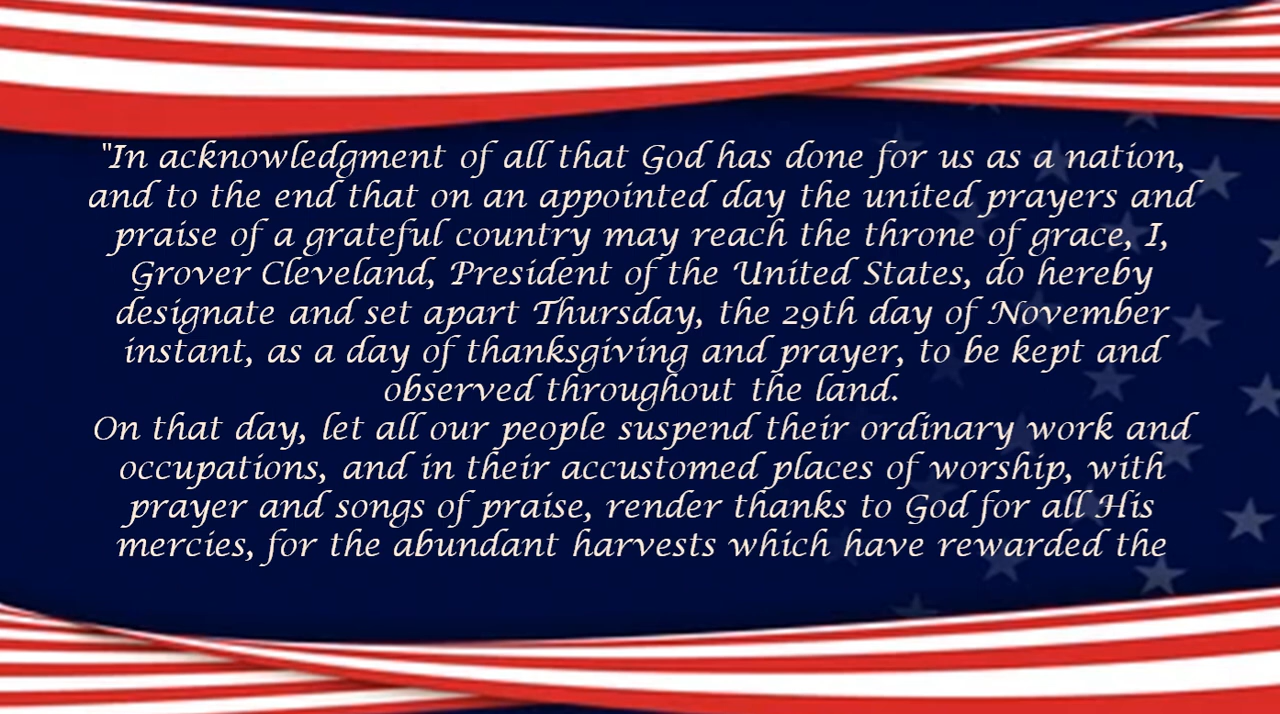 "In acknowledgment of all that God has done for us as a nation,
and to the end that on an appointed day the united prayers and
praise of a grateful country may reach the throne of grace, I,
Grover Cleveland, President of the United States, do hereby
designate and set apart Thursday, the 29th day of November
instant, as a day of thanksgiving and prayer, to be kept and
observed throughout the land.
On that day, let all our people suspend their ordinary work and
occupations, and in their accustomed places of worship, with
prayer and songs of praise, render thanks to God for all His
mercies, for the abundant harvests which have rewarded the